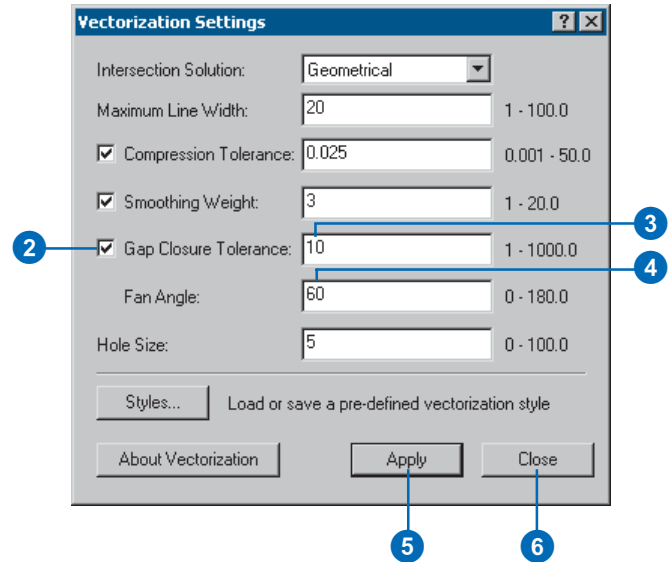 Vectorization Settings ? X
Intersection Solution: Geometrical
Maximum Line Width: 20 1 - 100.0
Compression Tolerance: 0.025 0.001 - 50.0
Smoothing Weight: 3 1 - 20.0
3
2 Gap Closure Tolerance: 10 1 - 1000.0
4
Fan Angle: 60 0 - 180.0
Hole Size: 5 0 - 100.0
Styles... Load or save a pre-defined vectorization style
About Vectorization Apply Close
5 6